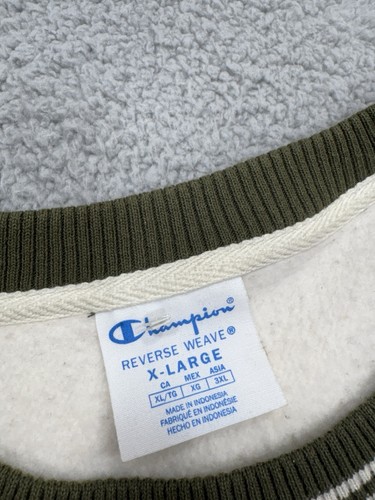 Champion®
REVERSE WEAVE®
X-LARGE
CA MEX ASIA
XL/TG XG 3XL
MADE IN INDONESIA
FABRIQUÉ EN INDONÉSIE
HECHO EN INDONESIA